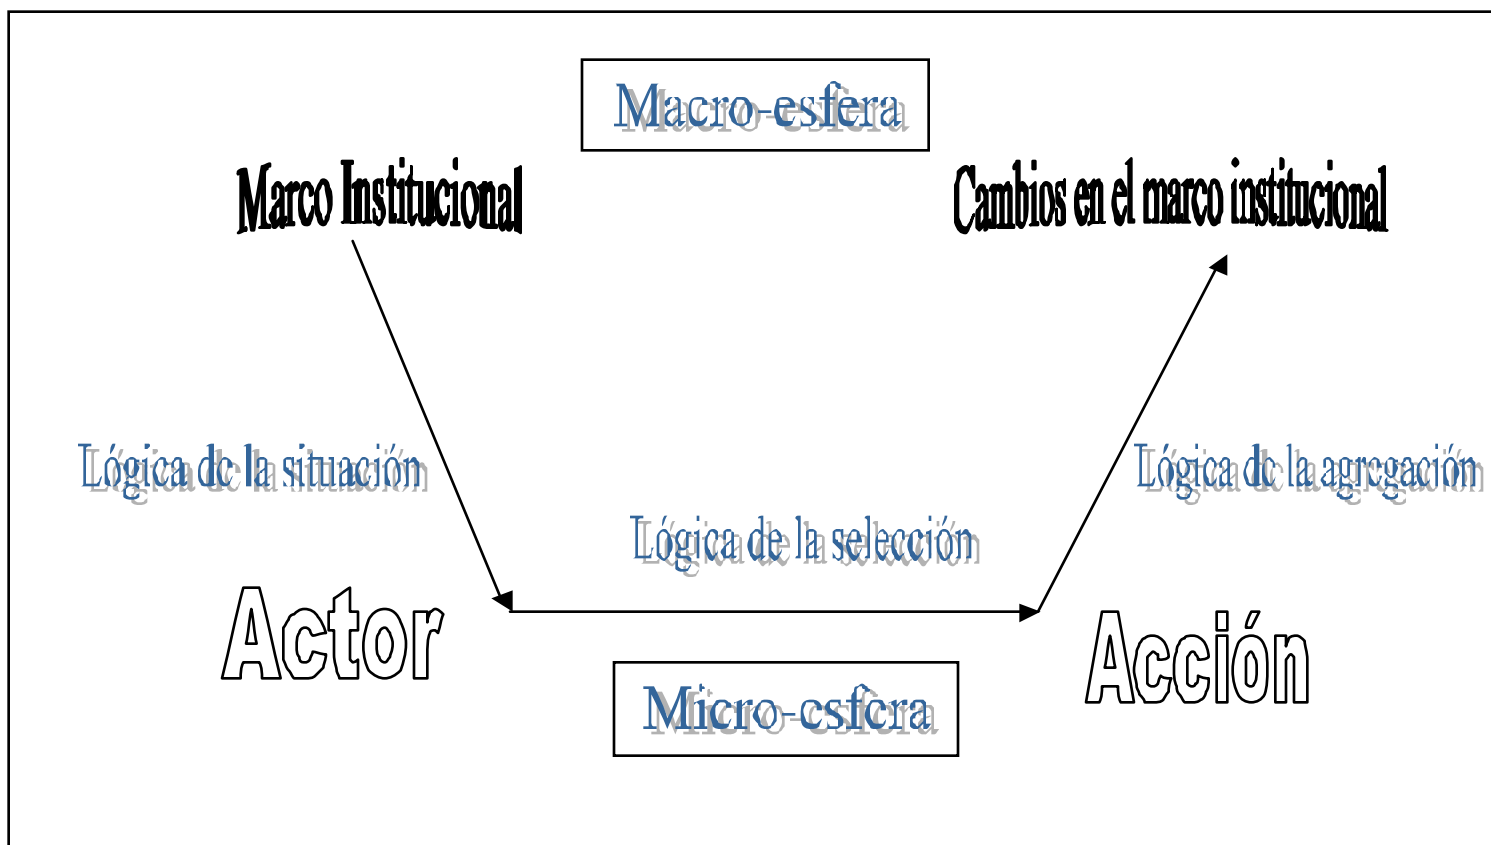 Macro-esfera
Marco Institucional
Cambios en el marco institucional
Lógica de la situación
Lógica de la agregación
Lógica de la selección
Actor
Acción
Micro-esfera